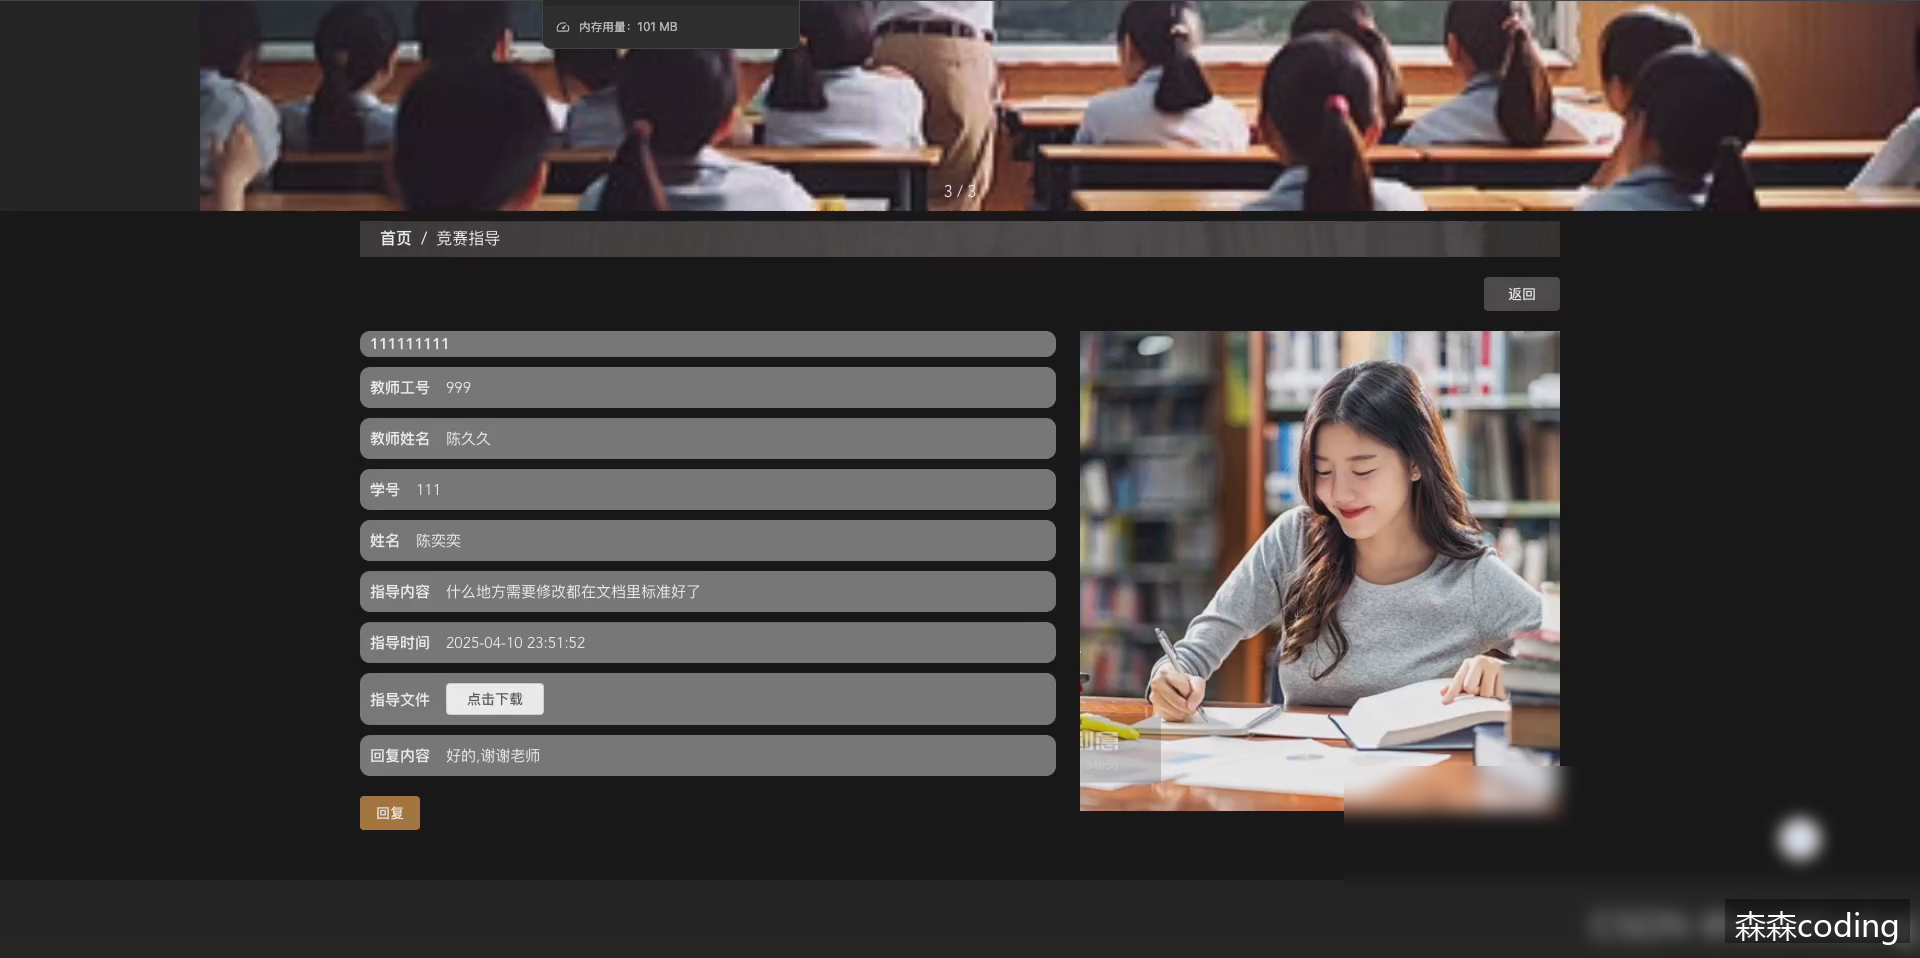 内存用量：101 MB
3 / 3
首页 / 竞赛指导
返回
111111111
教师工号 999
教师姓名 陈久久
学号 111
姓名 陈奕奕
指导内容 什么地方需要修改都在文档里标准好了
指导时间 2025-04-10 23:51:52
指导文件 点击下载
回复内容 好的,谢谢老师
回复
森森coding